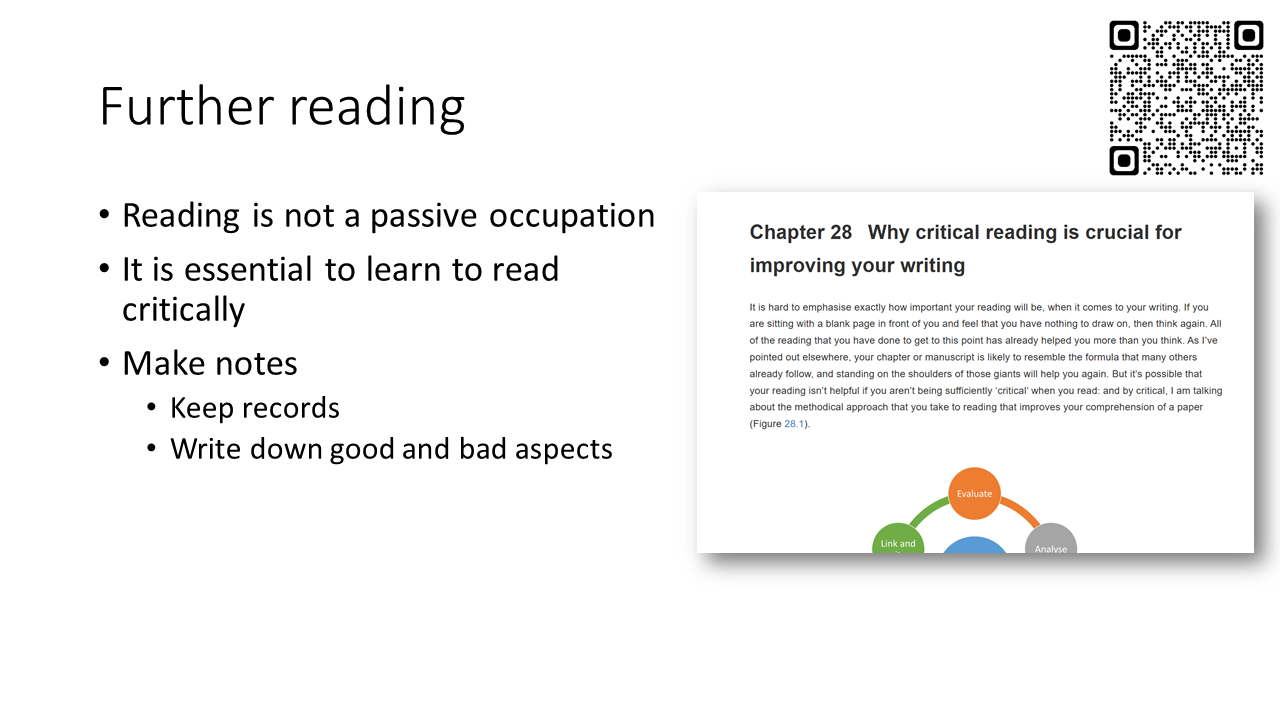 Further reading
• Reading is not a passive occupation
• It is essential to learn to read
critically
• Make notes
• Keep records
• Write down good and bad aspects
Chapter 28 Why critical reading is crucial for
improving your writing
It is hard to emphasise exactly how important your reading will be, when it comes to your writing. If you
are sitting with a blank page in front of you and feel that you have nothing to draw on, then think again. All
of the reading that you have done to get to this point has already helped you more than you think. As I've
pointed out elsewhere, your chapter or manuscript is likely to resemble the formula that many others
already follow, and standing on the shoulders of those giants will help you again. But it's possible that
your reading isn't helpful if you aren't being sufficiently 'critical' when you read: and by critical, I am talking
about the methodical approach that you take to reading that improves your comprehension of a paper
(Figure 28.1).
Evaluate
Link and
Analyse